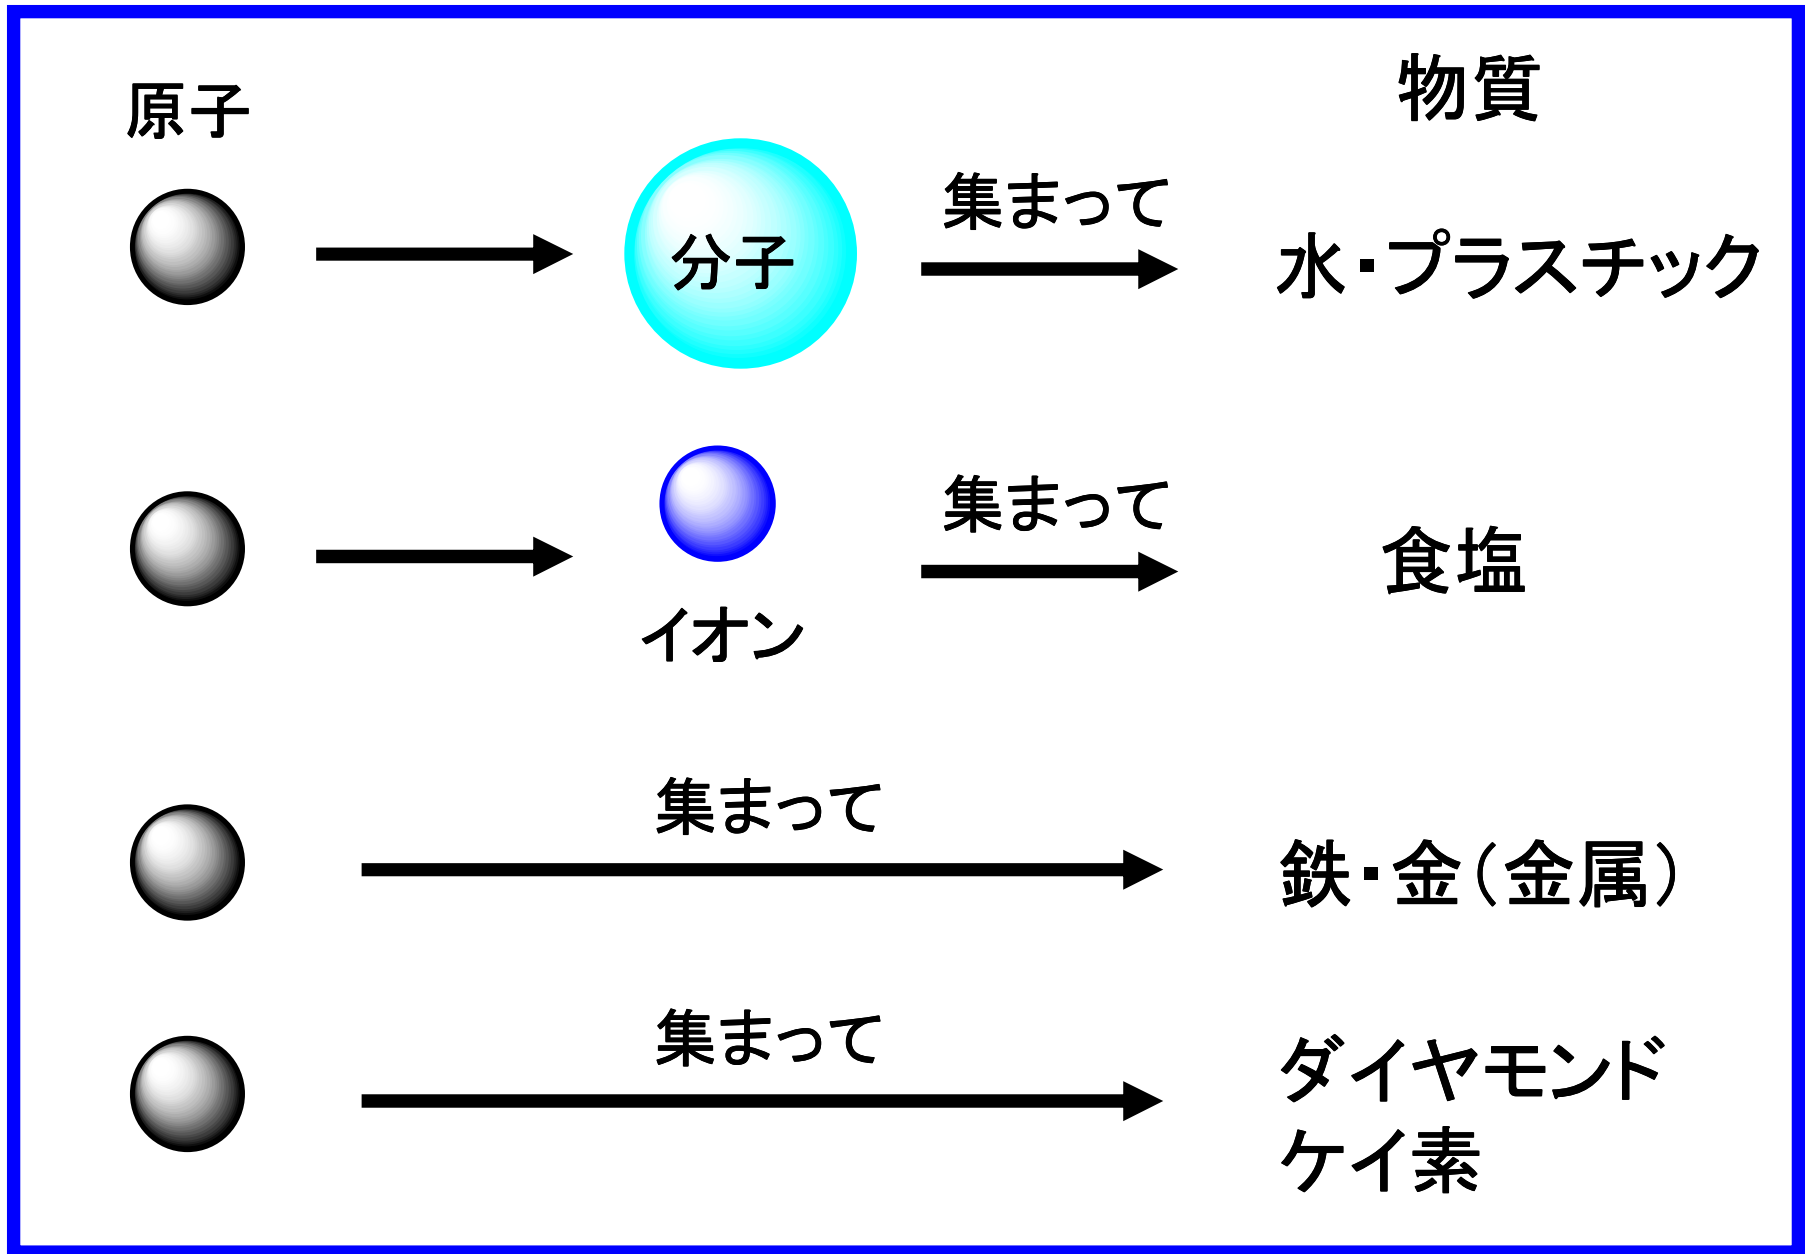 原子
物質
分子
集まって
水・プラスチック
イオン
集まって
食塩
集まって
鉄・金(金属)
集まって
ダイヤモンド
ケイ素